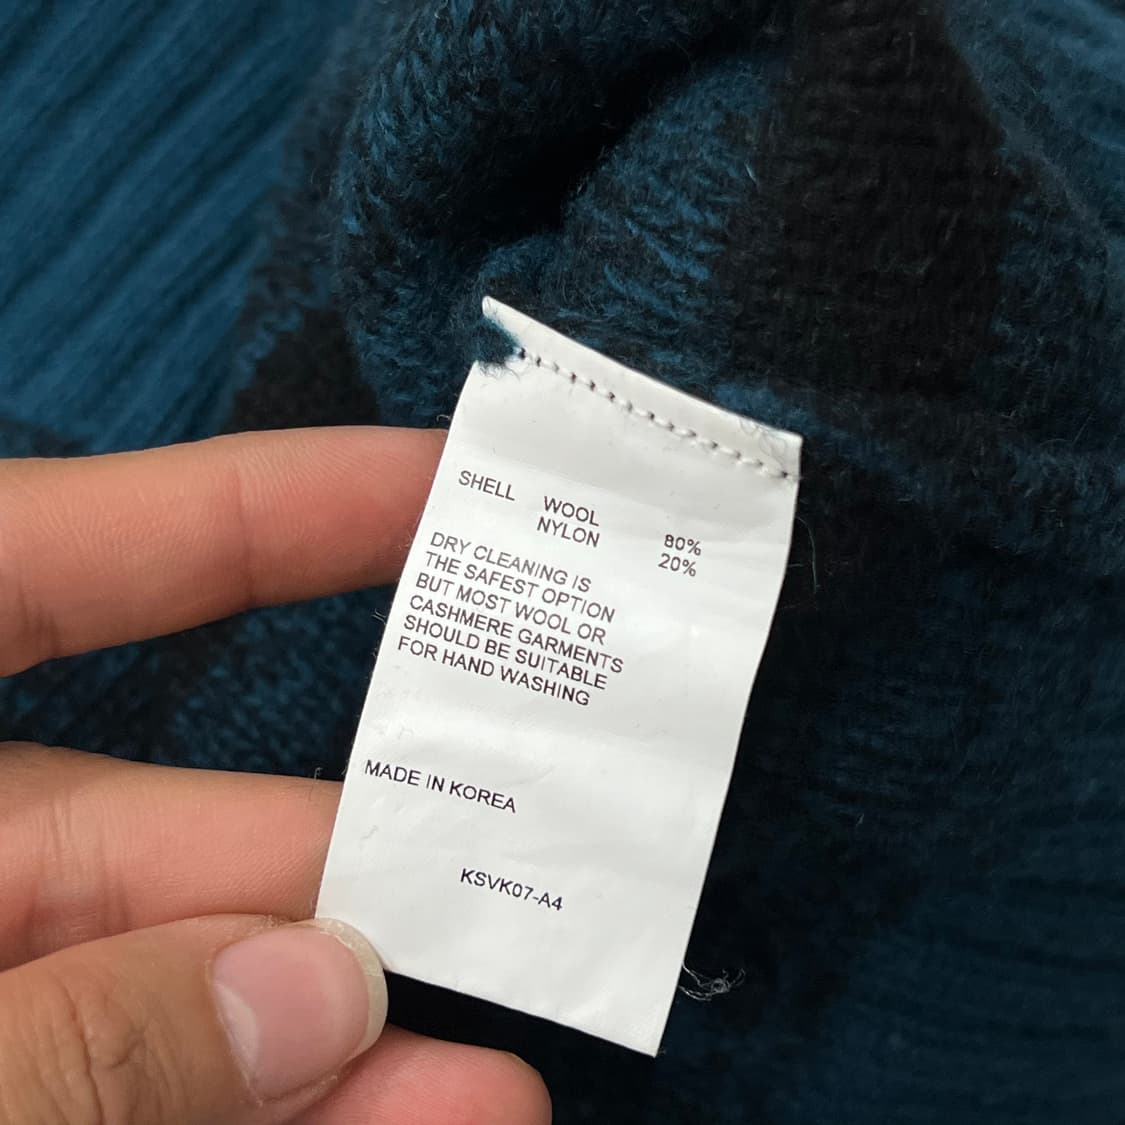 SHELL WOOL 80%
NYLON 20%
DRY CLEANING IS
THE SAFEST OPTION
BUT MOST WOOL OR
CASHMERE GARMENTS
SHOULD BE SUITABLE
FOR HAND WASHING
MADE IN KOREA
KSVK07-A4